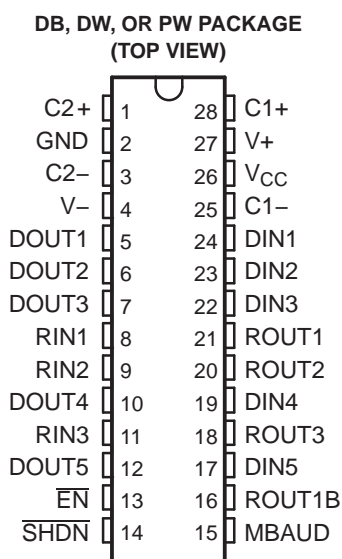 DB, DW, OR PW PACKAGE
(TOP VIEW)
C2+ 1 28 C1+
GND 2 27 V+
C2− 3 26 VCC
V− 4 25 C1−
DOUT1 5 24 DIN1
DOUT2 6 23 DIN2
DOUT3 7 22 DIN3
RIN1 8 21 ROUT1
RIN2 9 20 ROUT2
DOUT4 10 19 DIN4
RIN3 11 18 ROUT3
DOUT5 12 17 DIN5
E̅N̅ 13 16 ROUT1B
S̅H̅D̅N̅ 14 15 MBAUD